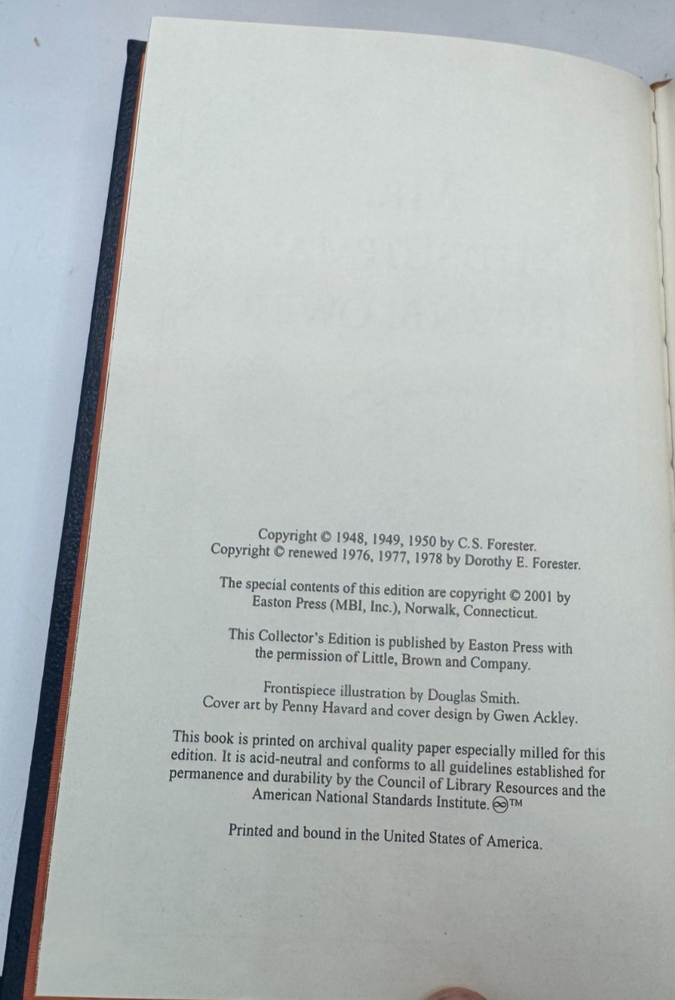 Copyright © 1948, 1949, 1950 by C.S. Forester.
Copyright © renewed 1976, 1977, 1978 by Dorothy E. Forester.
The special contents of this edition are copyright © 2001 by
Easton Press (MBI, Inc.), Norwalk, Connecticut.
This Collector's Edition is published by Easton Press with
the permission of Little, Brown and Company.
Frontispiece illustration by Douglas Smith.
Cover art by Penny Havard and cover design by Gwen Ackley.
This book is printed on archival quality paper especially milled for this
edition. It is acid-neutral and conforms to all guidelines established for
permanence and durability by the Council of Library Resources and the
American National Standards Institute. ♾™
Printed and bound in the United States of America.